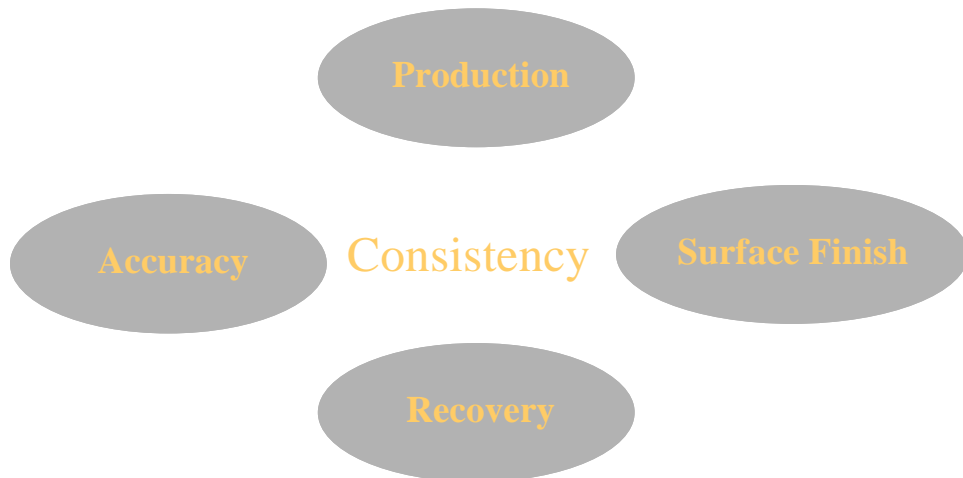 Production
Accuracy
Consistency
Surface Finish
Recovery